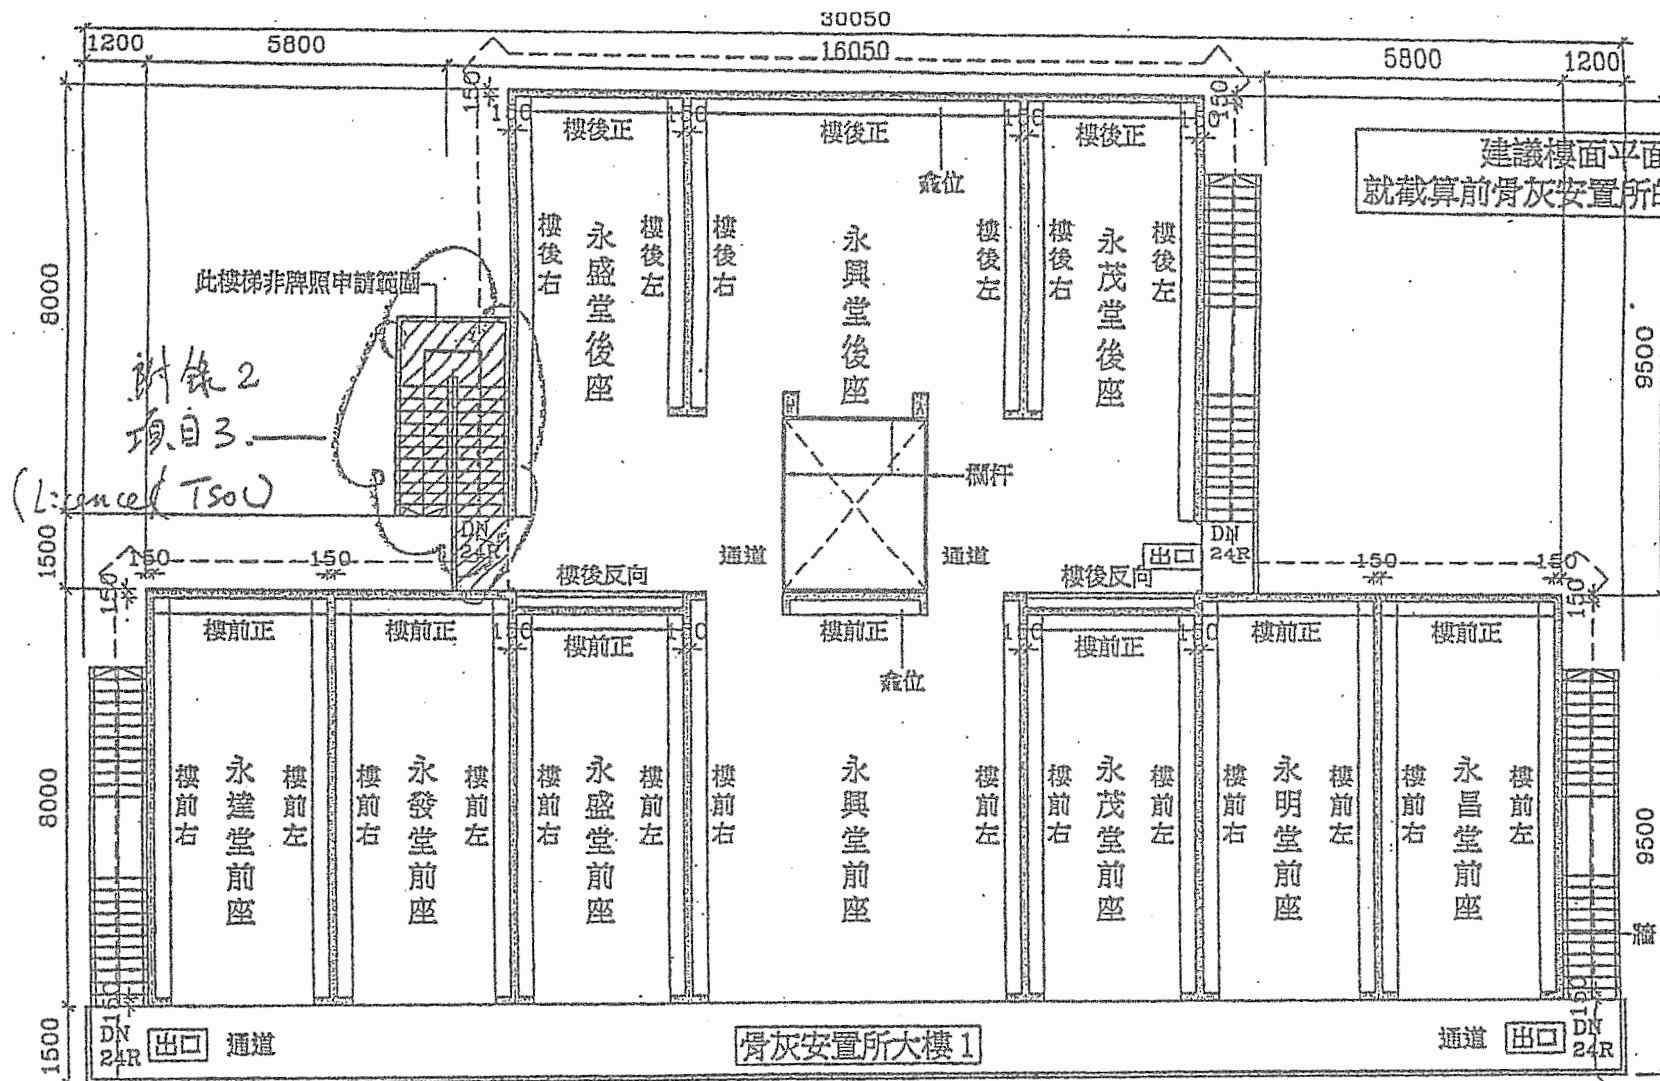 30050
1200
5800
16050
5800
1200
150
150
樓後正
樓後正
樓後正
龕位
建議樓面平面
就截算前骨灰安置所的
樓後右
永盛堂後座
樓後左
樓後右
永興堂後座
樓後左
樓後右
永茂堂後座
樓後左
8000
此樓梯非牌照申請範圍
9500
附錄2
項目3.
(Licence(TSOL)
欄杆
DN
24R
DN
24R
1500
150
150
150
通道
通道
出口
150
150
150
樓後反向
樓後反向
樓前正
樓前正
樓前正
樓前正
樓前正
樓前正
樓前正
龕位
8000
樓前右
永達堂前座
樓前左
樓前右
永發堂前座
樓前左
樓前右
永盛堂前座
樓前左
樓前右
永興堂前座
樓前左
樓前右
永茂堂前座
樓前左
樓前右
永明堂前座
樓前左
樓前右
永昌堂前座
樓前左
9500
牆
150
150
1500
DN
24R
出口
通道
骨灰安置所大樓1
通道
出口
DN
24R